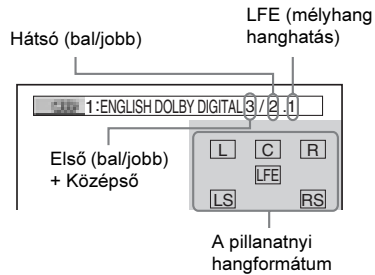 LFE (mélyhang
hanghatás)
Hátsó (bal/jobb)
1:ENGLISH DOLBY DIGITAL 3 / 2 .1
Első (bal/jobb)
+ Középső
L C R
LFE
LS RS
A pillanatnyi
hangformátum